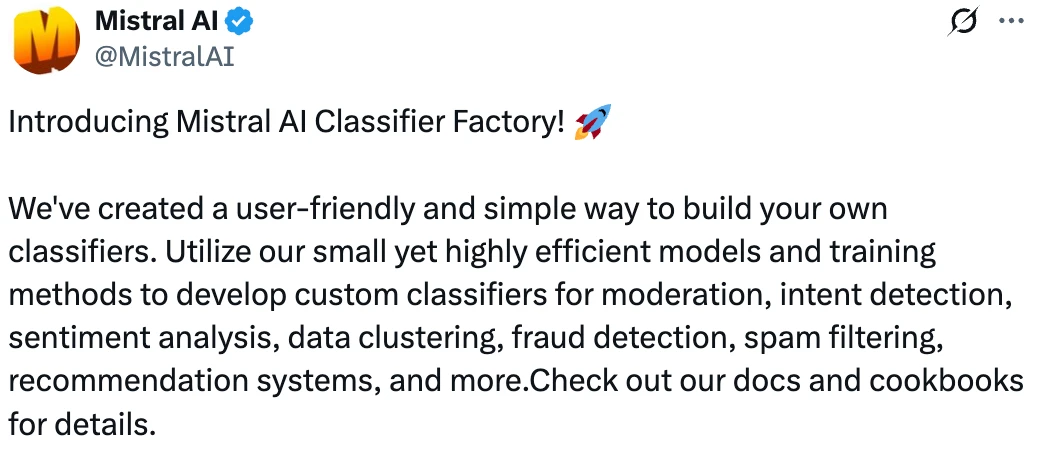 Mistral AI
@MistralAI
Introducing Mistral AI Classifier Factory! 🚀
We've created a user-friendly and simple way to build your own
classifiers. Utilize our small yet highly efficient models and training
methods to develop custom classifiers for moderation, intent detection,
sentiment analysis, data clustering, fraud detection, spam filtering,
recommendation systems, and more.Check out our docs and cookbooks
for details.